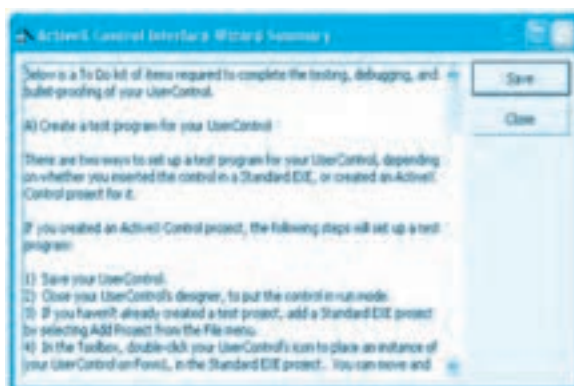 ActiveX Control Interface Wizard Summary
Below is a To Do list of items required to complete the testing, debugging, and
bullet-proofing of your UserControl.
A) Create a test program for your UserControl
There are two ways to set up a test program for your UserControl, depending
on whether you inserted the control in a Standard EXE, or created an ActiveX
Control project for it.
If you created an ActiveX Control project, the following steps will set up a test
program:
1) Save your UserControl.
2) Close your UserControl's designer, to put the control in run mode.
3) If you haven't already created a test project, add a Standard EXE project
by selecting Add Project from the File menu.
4) In the Toolbox, double-click your UserControl's icon to place an instance of
your UserControl on Form1, in the Standard EXE project. You can move and
Save
Close